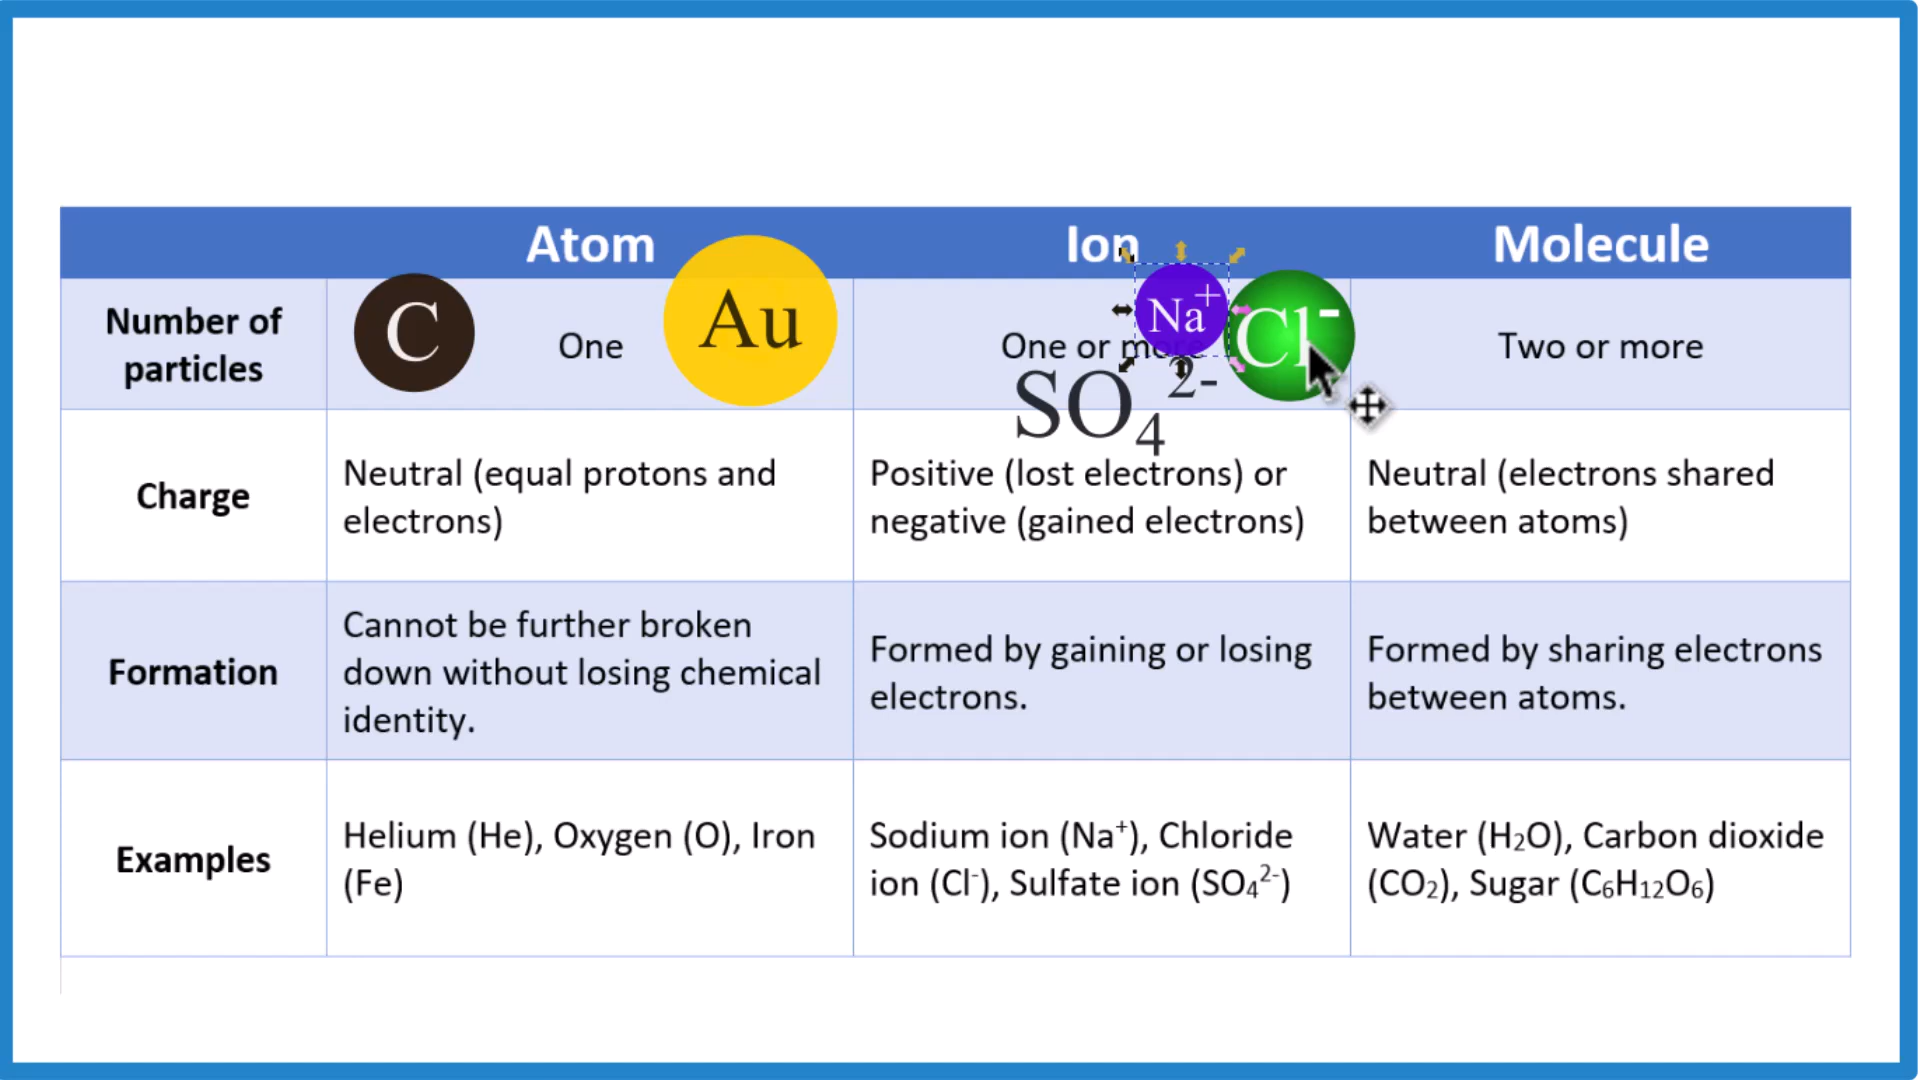 Atom Ion Molecule
Number of
particles
C
One
Au
One or more
Na⁺
Cl⁻
SO₄²⁻
Two or more
Charge
Neutral (equal protons and
electrons)
Positive (lost electrons) or
negative (gained electrons)
Neutral (electrons shared
between atoms)
Formation
Cannot be further broken
down without losing chemical
identity.
Formed by gaining or losing
electrons.
Formed by sharing electrons
between atoms.
Examples
Helium (He), Oxygen (O), Iron
(Fe)
Sodium ion (Na⁺), Chloride
ion (Cl⁻), Sulfate ion (SO₄²⁻)
Water (H₂O), Carbon dioxide
(CO₂), Sugar (C₆H₁₂O₆)